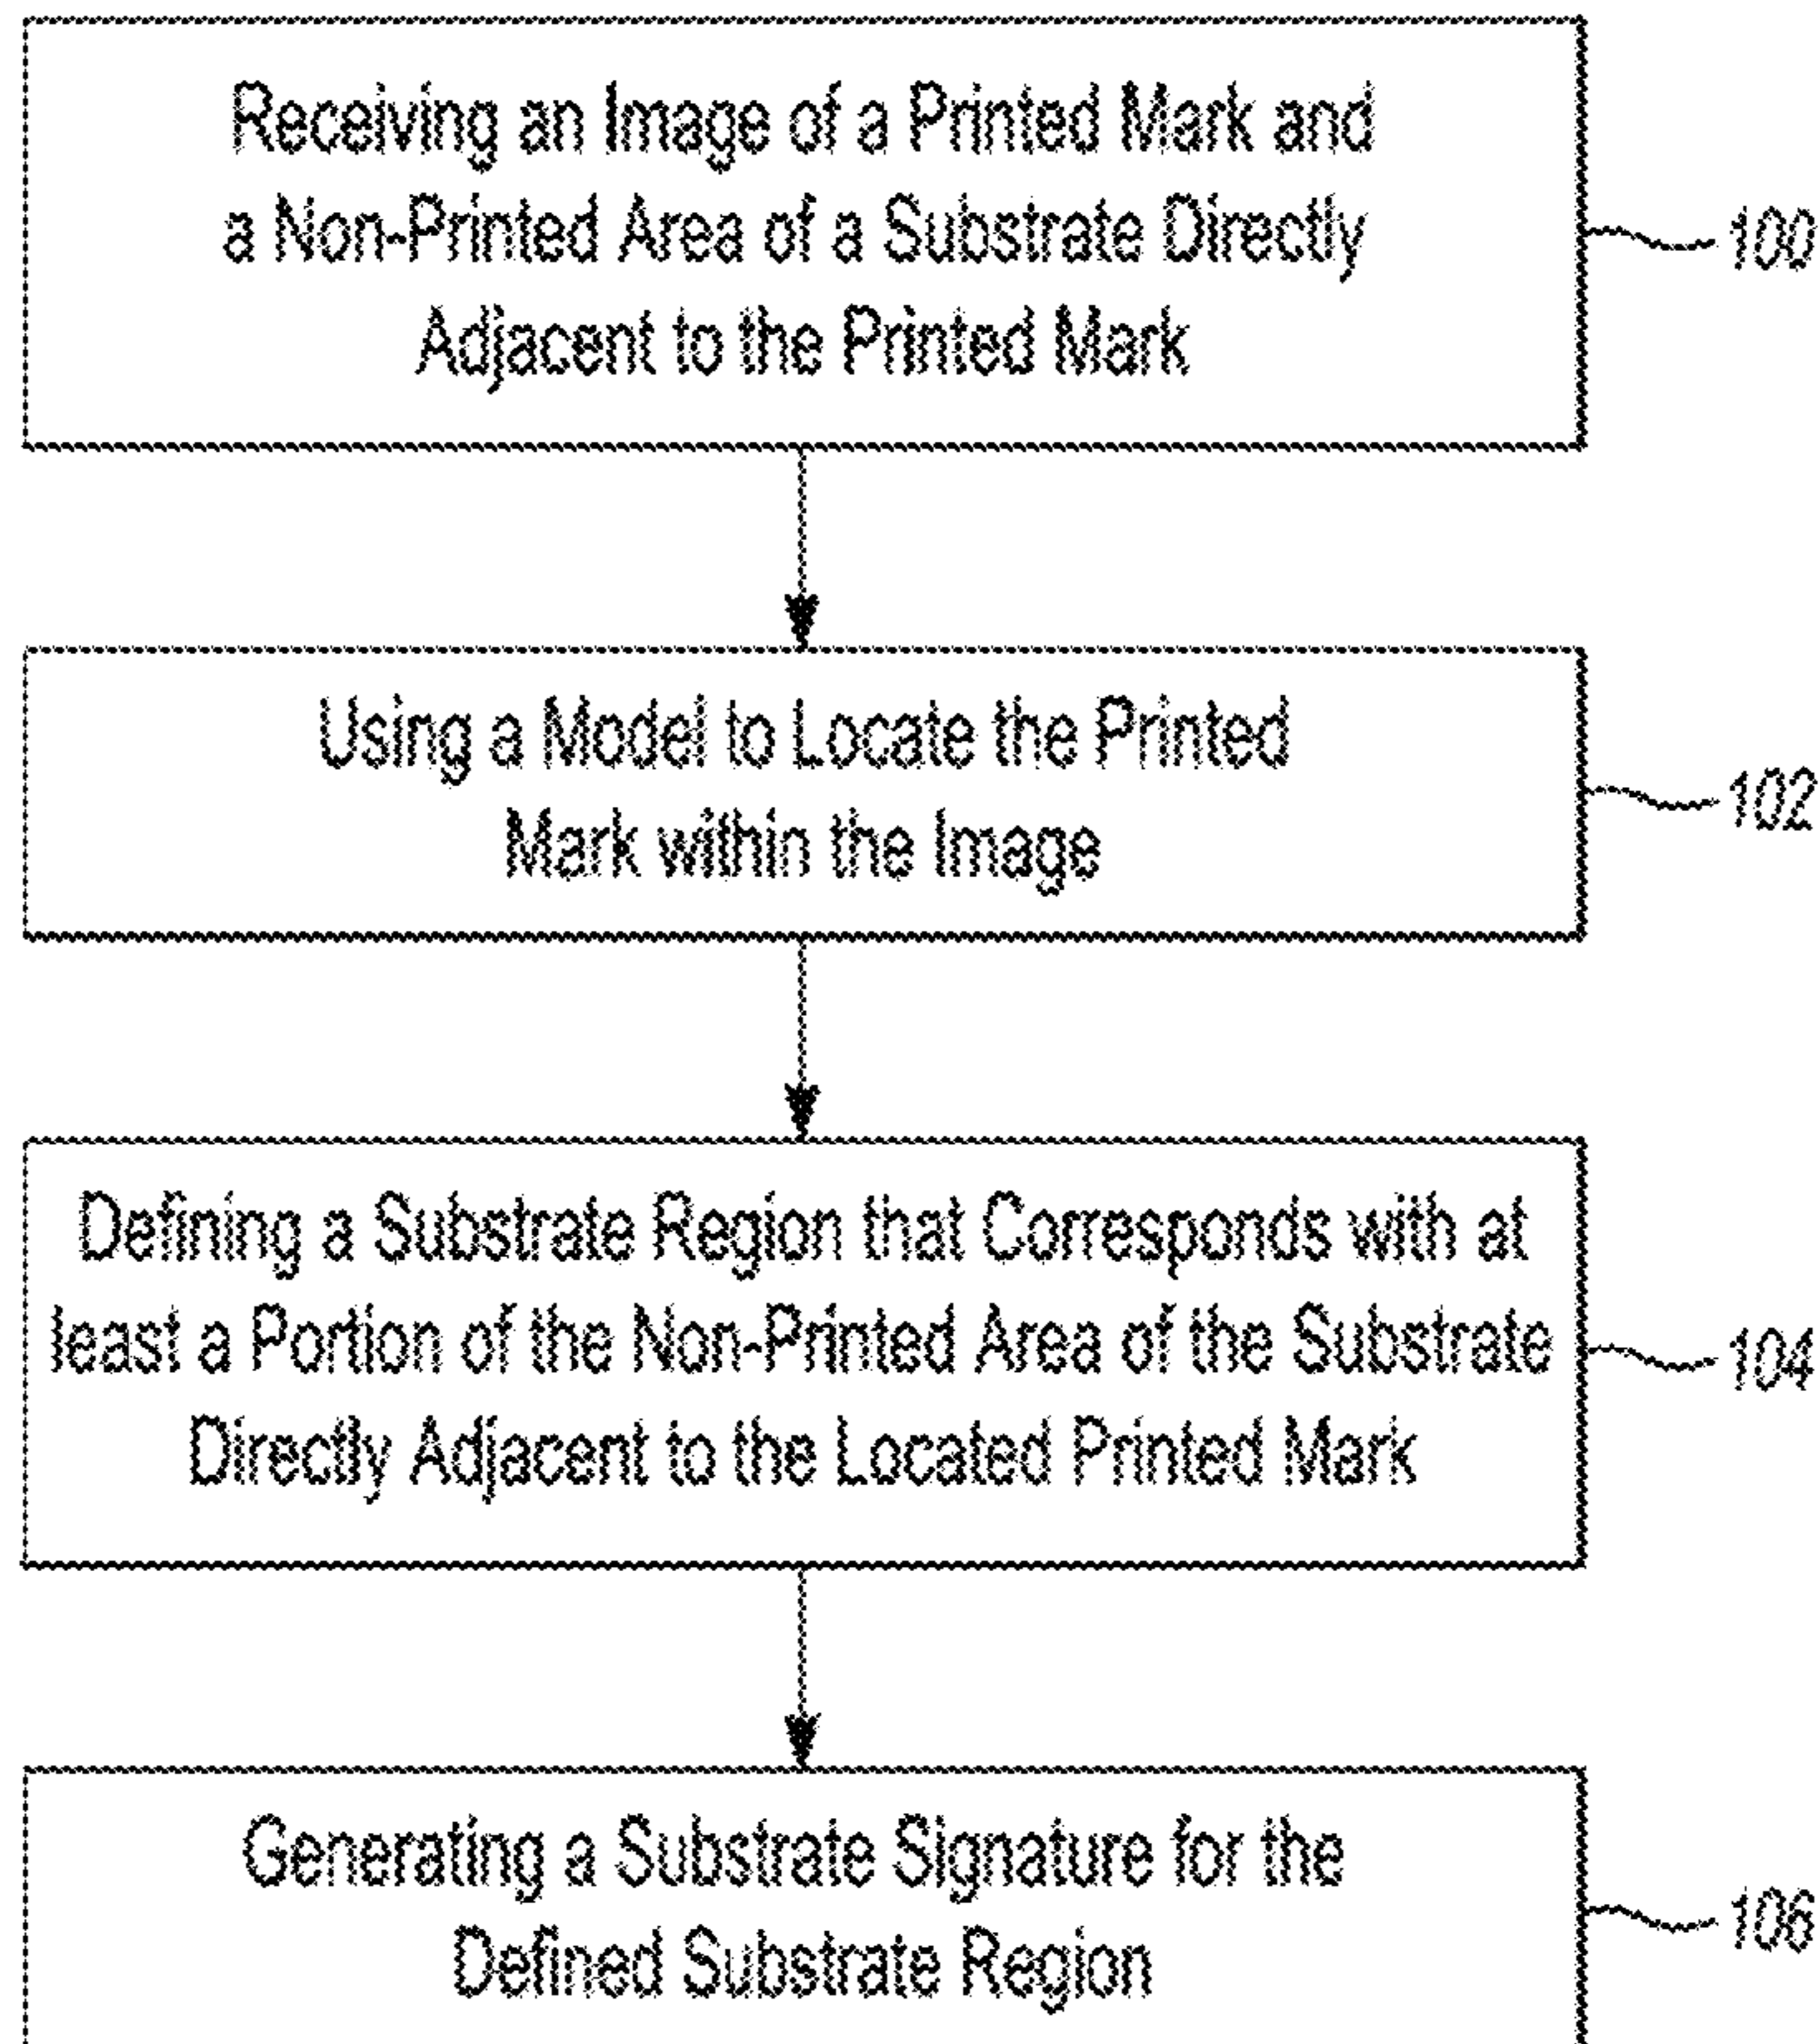 Receiving an Image of a Printed Mark and
a Non-Printed Area of a Substrate Directly
Adjacent to the Printed Mark
100
Using a Model to Locate the Printed
Mark within the Image
102
Defining a Substrate Region that Corresponds with at
least a Portion of the Non-Printed Area of the Substrate
Directly Adjacent to the Located Printed Mark
104
Generating a Substrate Signature for the
Defined Substrate Region
106